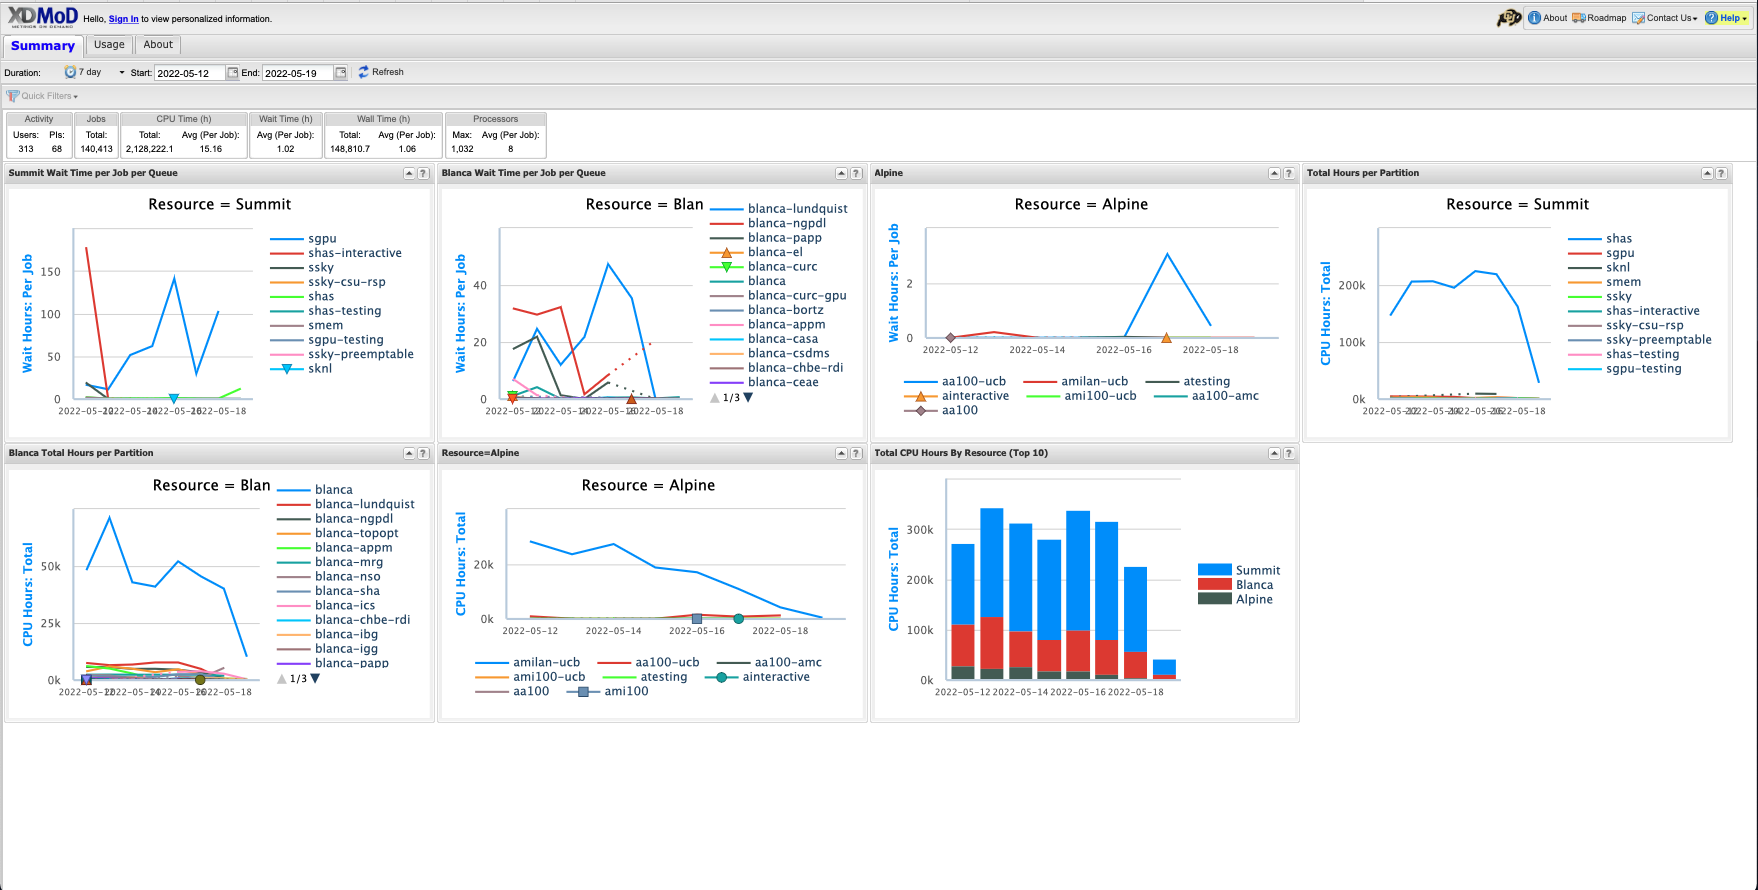 XDMoD
METRICS ON DEMAND
Hello, Sign In to view personalized information.
About Roadmap Contact Us Help
Summary Usage About
Duration: 7 day Start: 2022-05-12 End: 2022-05-19 Refresh
Quick Filters
Activity Jobs CPU Time (h) Wait Time (h) Wall Time (h) Processors
Users: PIs: Total: Total: Avg (Per Job): Avg (Per Job): Total: Avg (Per Job): Max: Avg (Per Job):
313 68 140,413 2,128,222.1 15.16 1.02 148,810.7 1.06 1,032 8
Summit Wait Time per Job per Queue
Resource = Summit
Wait Hours: Per Job
150
100
50
0
2022-05-12 2022-05-14 2022-05-16 2022-05-18
sgpu
shas-interactive
ssky
ssky-csu-rsp
shas
shas-testing
smem
sgpu-testing
ssky-preemptable
sknl
Blanca Wait Time per Job per Queue
Resource = Blan
Wait Hours: Per Job
40
20
0
2022-05-12 2022-05-14 2022-05-16 2022-05-18
blanca-lundquist
blanca-ngpdl
blanca-papp
blanca-el
blanca-curc
blanca
blanca-curc-gpu
blanca-bortz
blanca-appm
blanca-casa
blanca-csdms
blanca-chbe-rdi
blanca-ceae
1/3
Alpine
Resource = Alpine
Wait Hours: Per Job
2
0
2022-05-12 2022-05-14 2022-05-16 2022-05-18
aa100-ucb amilan-ucb atesting
ainteractive ami100-ucb aa100-amc
aa100
Total Hours per Partition
Resource = Summit
CPU Hours: Total
200k
100k
0k
2022-05-12 2022-05-14 2022-05-16 2022-05-18
shas
sgpu
sknl
smem
ssky
shas-interactive
ssky-csu-rsp
ssky-preemptable
shas-testing
sgpu-testing
Blanca Total Hours per Partition
Resource = Blan
CPU Hours: Total
50k
25k
0k
2022-05-12 2022-05-14 2022-05-16 2022-05-18
blanca
blanca-lundquist
blanca-ngpdl
blanca-topopt
blanca-appm
blanca-mrg
blanca-nso
blanca-sha
blanca-ics
blanca-chbe-rdi
blanca-ibg
blanca-igg
blanca-papp
1/3
Resource=Alpine
Resource = Alpine
CPU Hours: Total
20k
0k
2022-05-12 2022-05-14 2022-05-16 2022-05-18
amilan-ucb aa100-ucb aa100-amc
ami100-ucb atesting ainteractive
aa100 ami100
Total CPU Hours By Resource (Top 10)
CPU Hours: Total
300k
200k
100k
0k
2022-05-12 2022-05-14 2022-05-16 2022-05-18
Summit
Blanca
Alpine